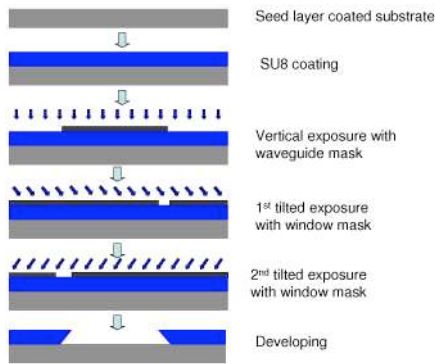 Seed layer coated substrate
SU8 coating
Vertical exposure with
waveguide mask
1st tilted exposure
with window mask
2nd tilted exposure
with window mask
Developing